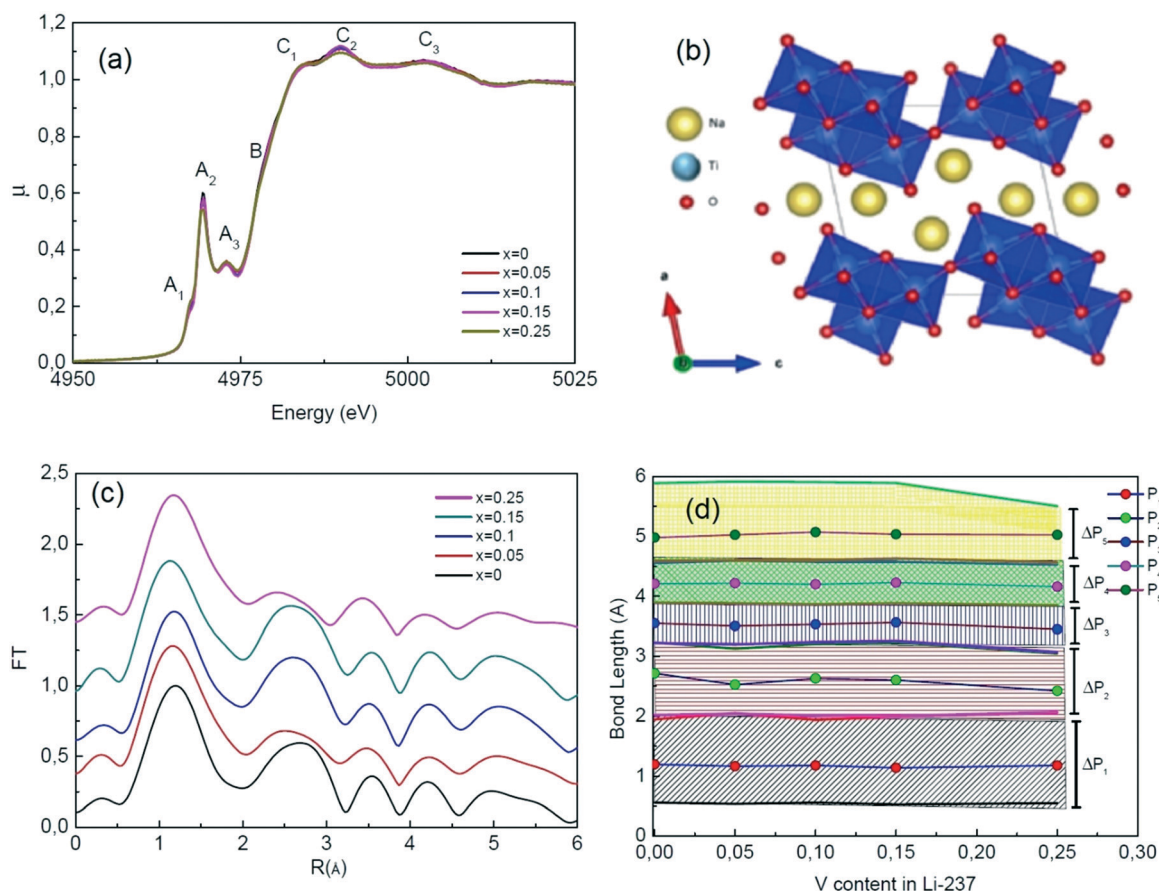 (a)
μ
1,2
1,0
0,8
0,6
0,4
0,2
0,0
A1
A2
A3
B
C1
C2
C3
x=0
x=0.05
x=0.1
x=0.15
x=0.25
4950
4975
5000
5025
Energy (eV)
(b)
Na
Ti
O
a
c
(c)
FT
2,5
2,0
1,5
1,0
0,5
0,0
x=0.25
x=0.15
x=0.1
x=0.05
x=0
0
1
2
3
4
5
6
R(Å)
(d)
Bond Length (A)
6
5
4
3
2
1
0
ΔP5
ΔP4
ΔP3
ΔP2
ΔP1
0,00
0,05
0,10
0,15
0,20
0,25
0,30
V content in Li-237